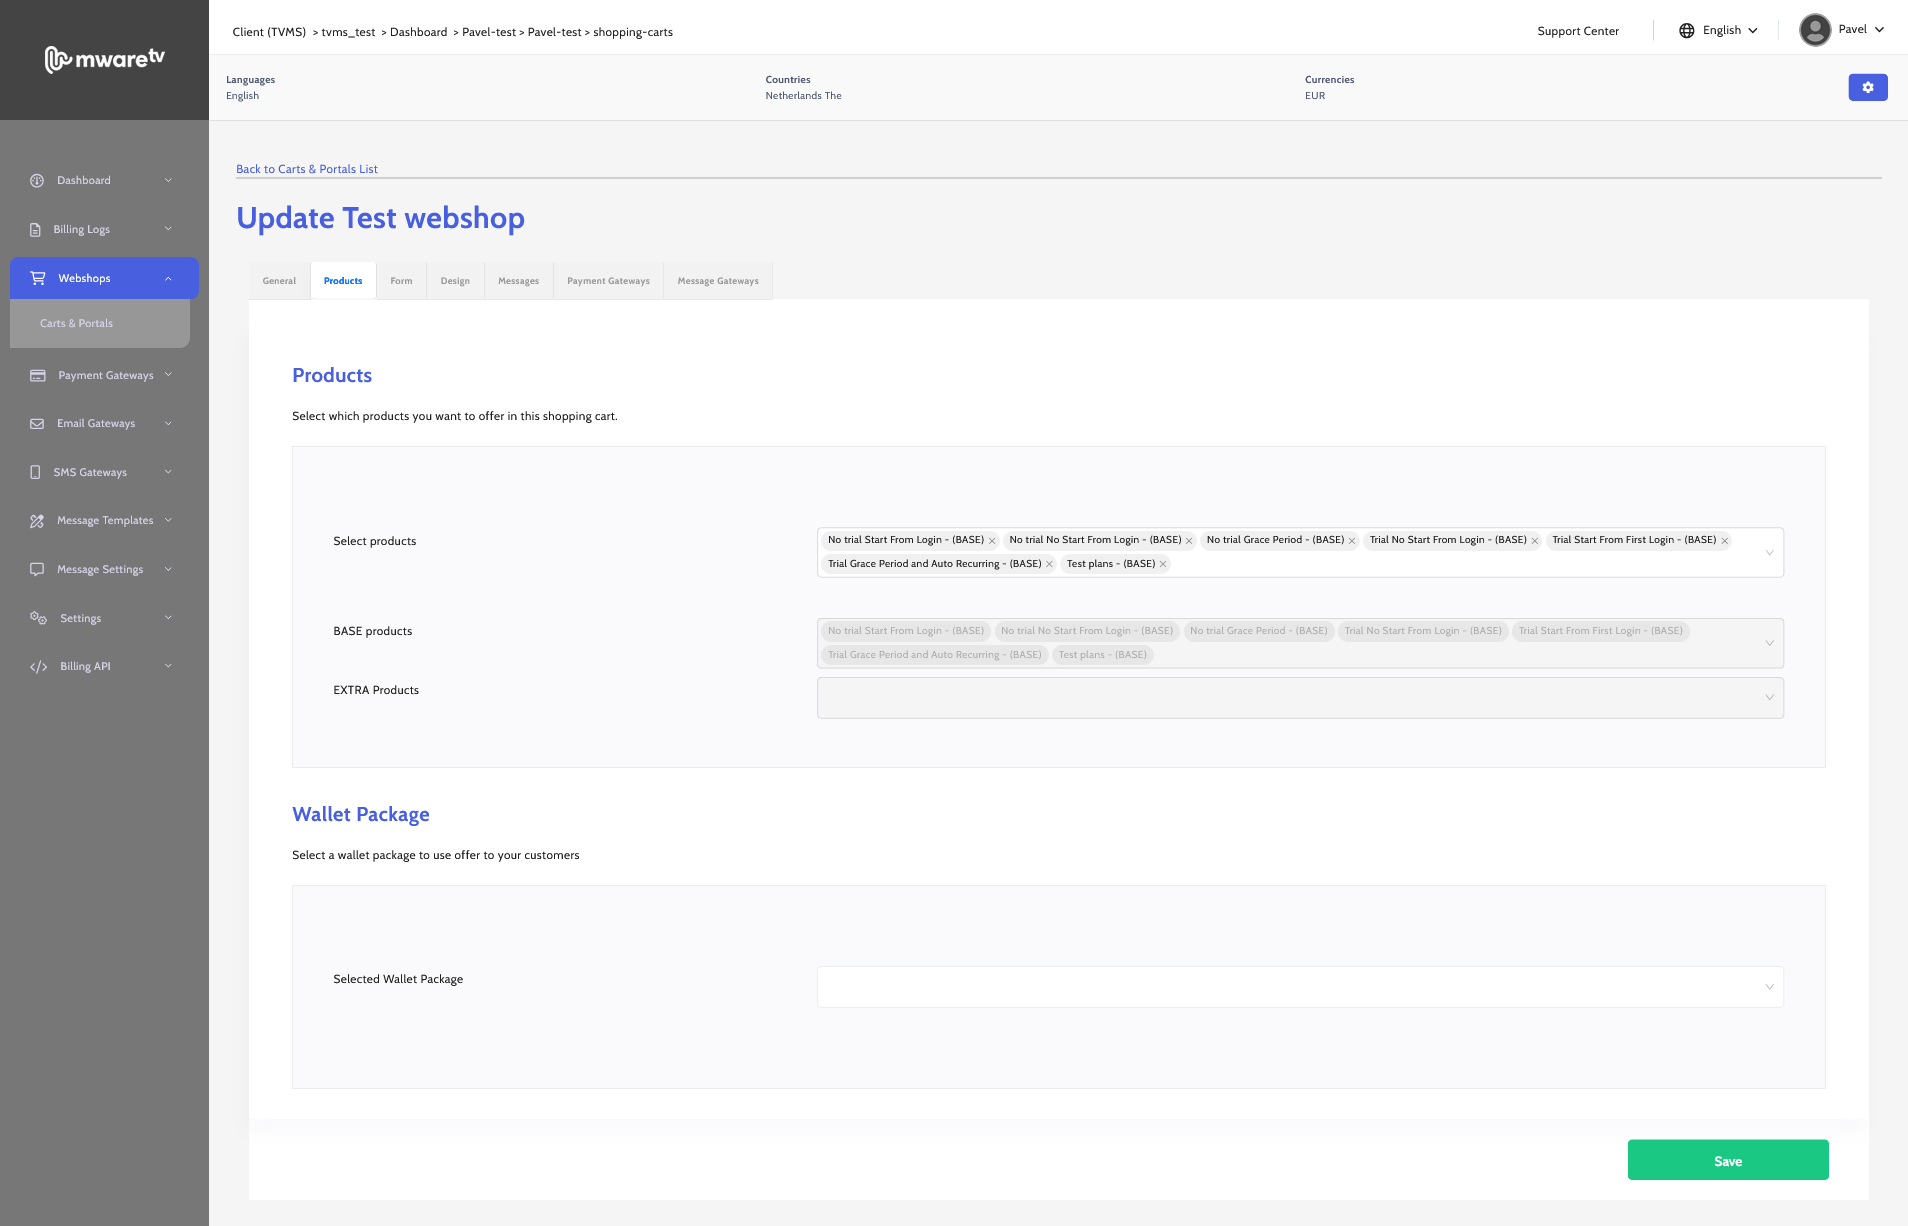 mwaretv
Client (TVMS) > tvms_test > Dashboard > Pavel-test > Pavel-test > shopping-carts
Support Center
English
Pavel
Languages
English
Countries
Netherlands The
Currencies
EUR
Dashboard
Billing Logs
Webshops
Carts & Portals
Payment Gateways
Email Gateways
SMS Gateways
Message Templates
Message Settings
Settings
Billing API
Back to Carts & Portals List
Update Test webshop
General Products Form Design Messages Payment Gateways Message Gateways
Products
Select which products you want to offer in this shopping cart.
Select products
No trial Start From Login - (BASE) No trial No Start From Login - (BASE) No trial Grace Period - (BASE) Trial No Start From Login - (BASE) Trial Start From First Login - (BASE)
Trial Grace Period and Auto Recurring - (BASE) Test plans - (BASE)
BASE products
No trial Start From Login - (BASE) No trial No Start From Login - (BASE) No trial Grace Period - (BASE) Trial No Start From Login - (BASE) Trial Start From First Login - (BASE)
Trial Grace Period and Auto Recurring - (BASE) Test plans - (BASE)
EXTRA Products
Wallet Package
Select a wallet package to use offer to your customers
Selected Wallet Package
Save